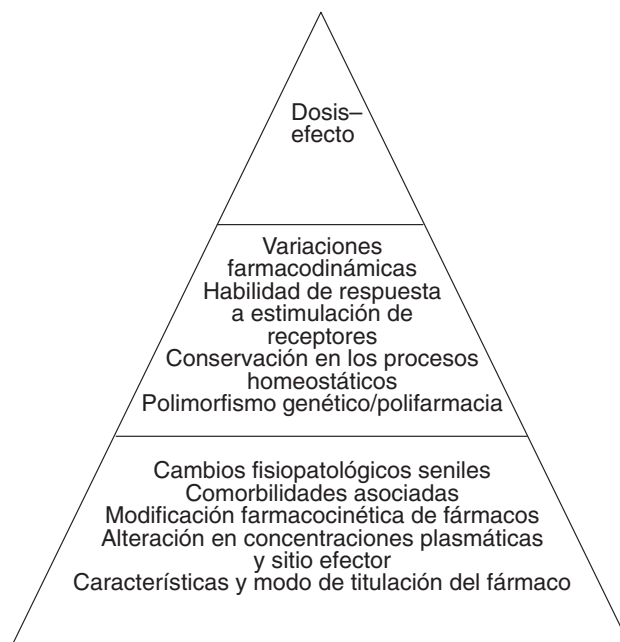 Dosis–
efecto
Variaciones
farmacodinámicas
Habilidad de respuesta
a estimulación de
receptores
Conservación en los procesos
homeostáticos
Polimorfismo genético/polifarmacia
Cambios fisiopatológicos seniles
Comorbilidades asociadas
Modificación farmacocinética de fármacos
Alteración en concentraciones plasmáticas
y sitio efector
Características y modo de titulación del fármaco